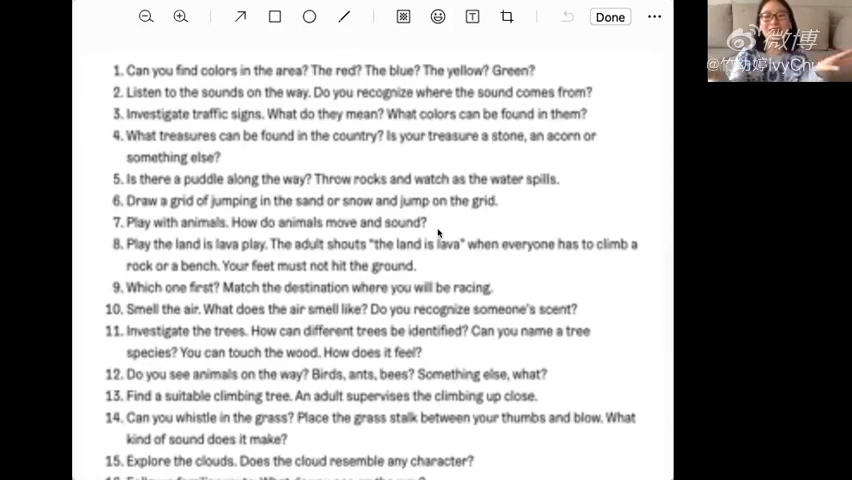 Done
微博
1. Can you find colors in the area? The red? The blue? The yellow? Green?
2. Listen to the sounds on the way. Do you recognize where the sound comes from?
3. Investigate traffic signs. What do they mean? What colors can be found in them?
4. What treasures can be found in the country? Is your treasure a stone, an acorn or
something else?
5. Is there a puddle along the way? Throw rocks and watch as the water spills.
6. Draw a grid of jumping in the sand or snow and jump on the grid.
7. Play with animals. How do animals move and sound?
8. Play the land is lava play. The adult shouts "the land is lava" when everyone has to climb a
rock or a bench. Your feet must not hit the ground.
9. Which one first? Match the destination where you will be racing.
10. Smell the air. What does the air smell like? Do you recognize someone's scent?
11. Investigate the trees. How can different trees be identified? Can you name a tree
species? You can touch the wood. How does it feel?
12. Do you see animals on the way? Birds, ants, bees? Something else, what?
13. Find a suitable climbing tree. An adult supervises the climbing up close.
14. Can you whistle in the grass? Place the grass stalk between your thumbs and blow. What
kind of sound does it make?
15. Explore the clouds. Does the cloud resemble any character?